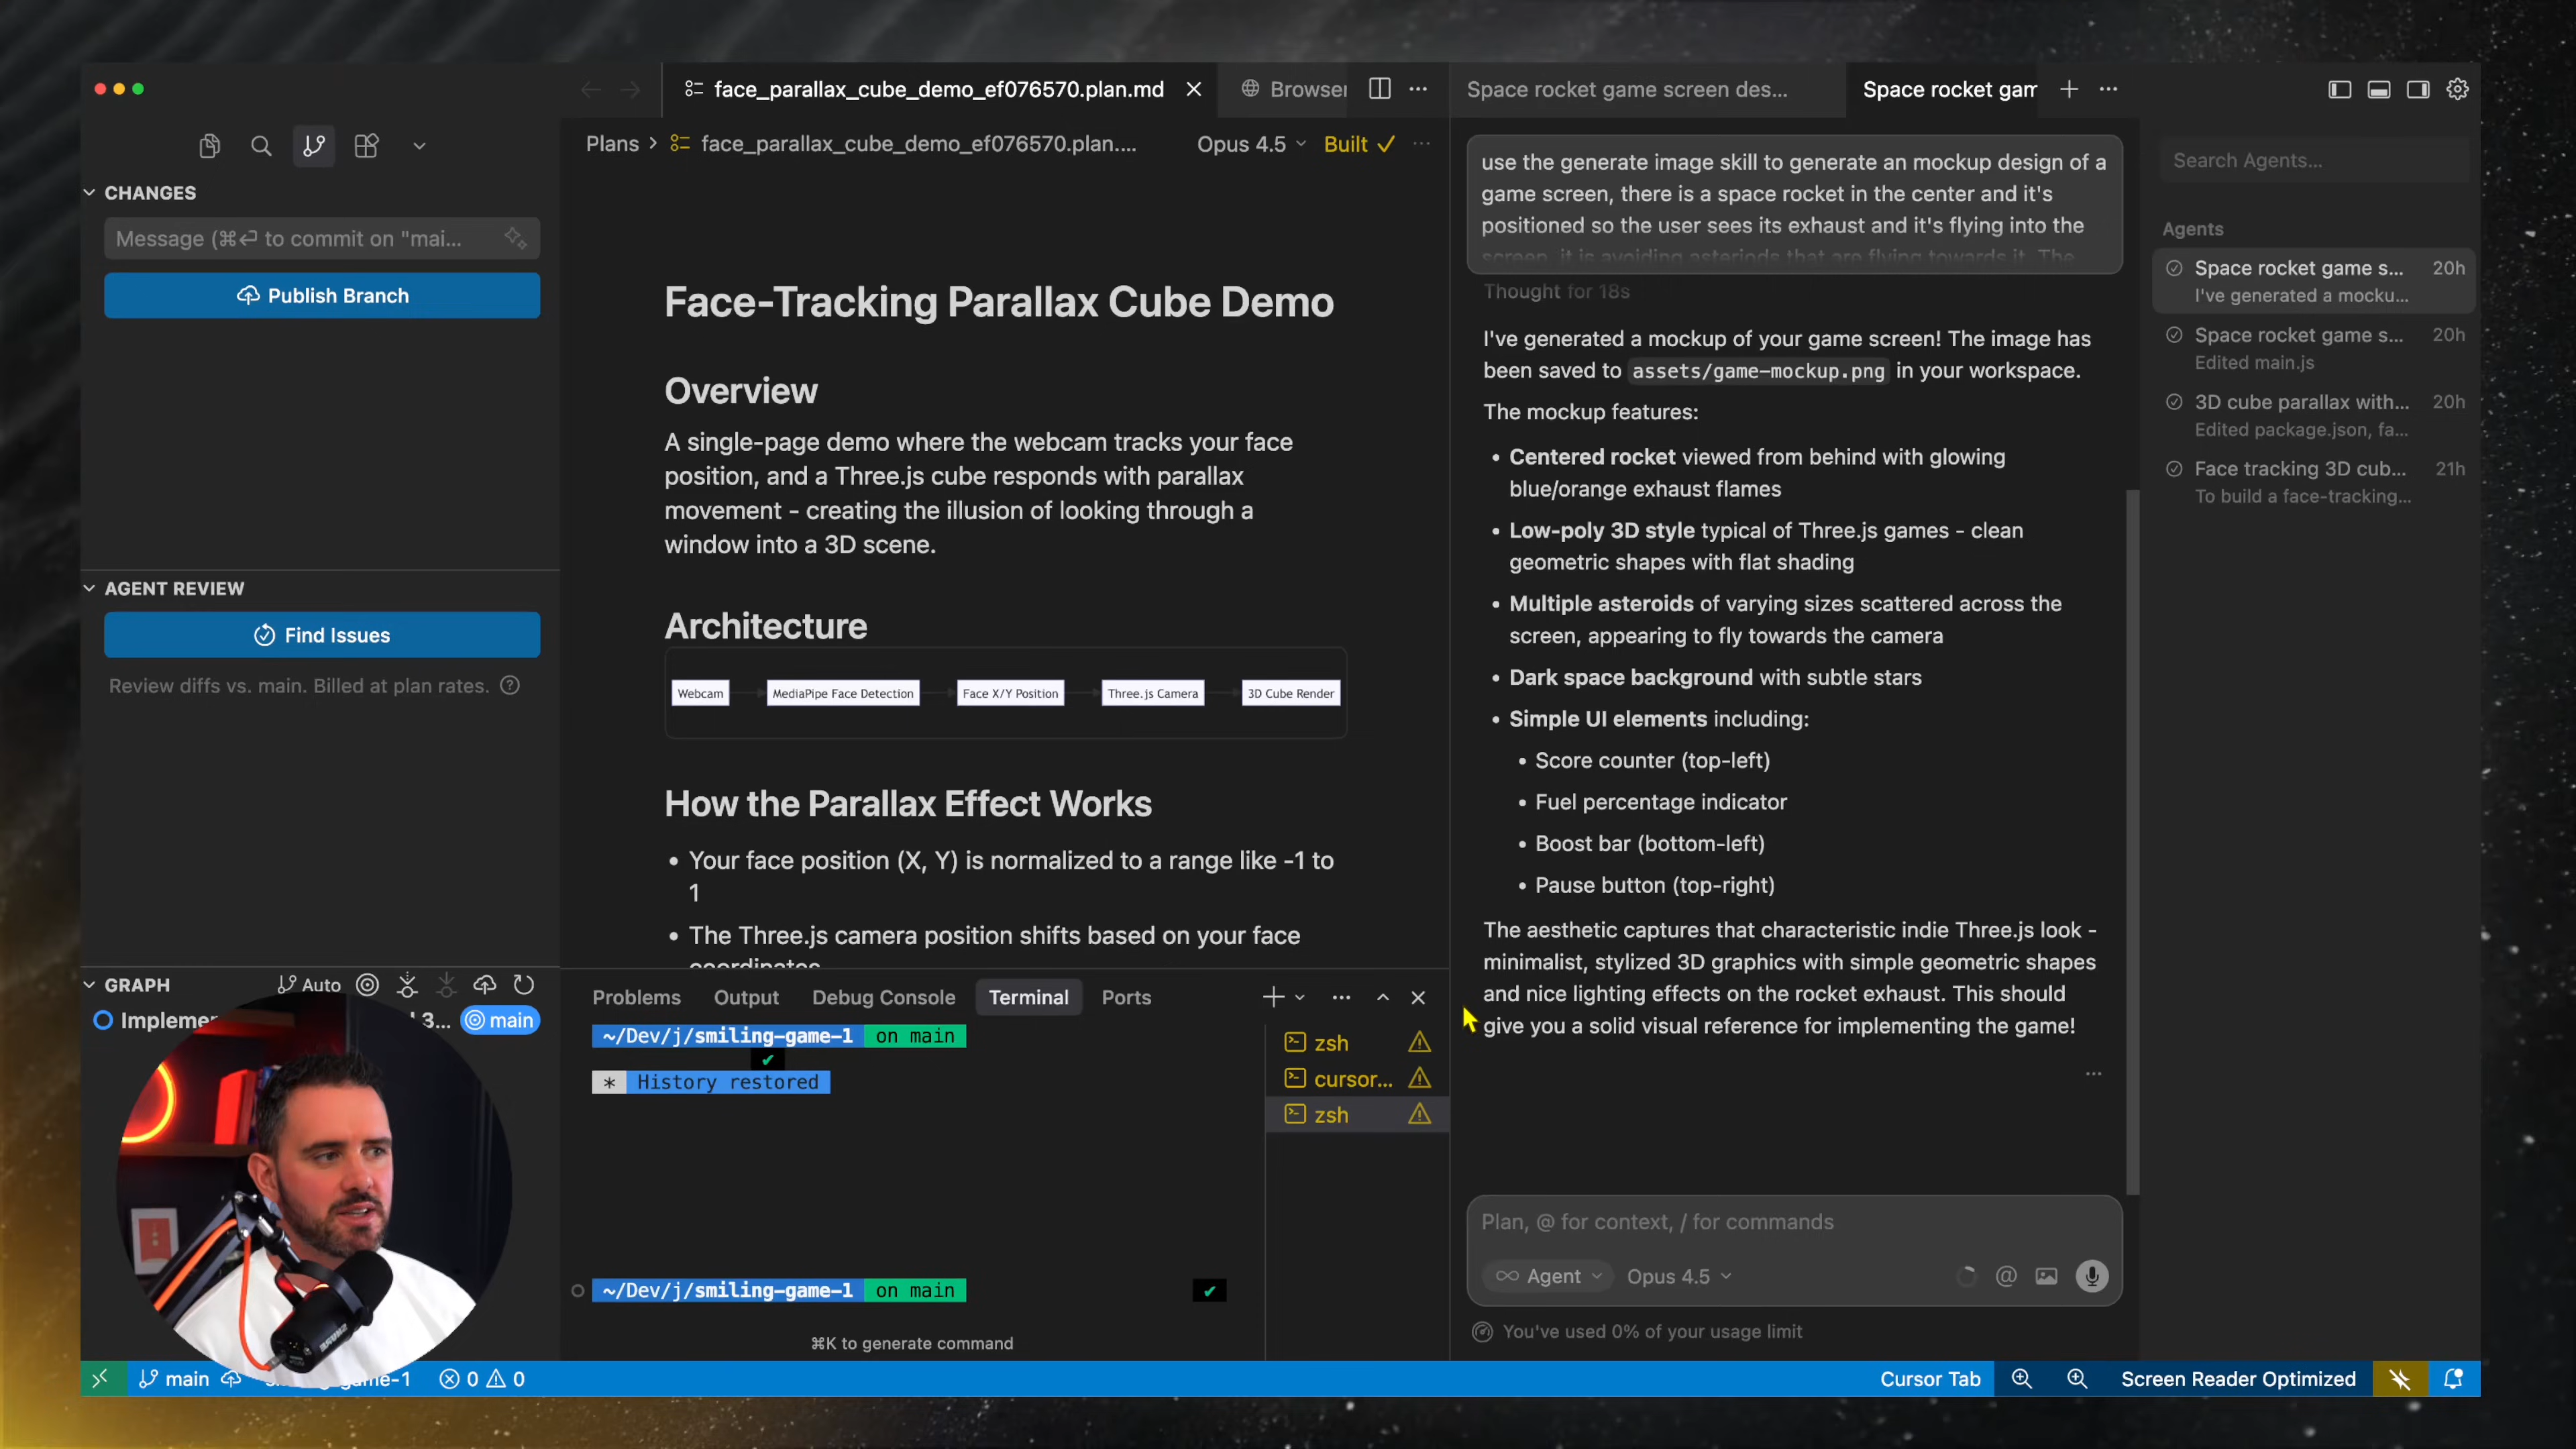 face_parallax_cube_demo_ef076570.plan.md
Browser
Space rocket game screen des...
Space rocket gam
CHANGES
Message (⌘⏎ to commit on "mai...
Publish Branch
AGENT REVIEW
Find Issues
Review diffs vs. main. Billed at plan rates.
GRAPH
Auto
Implemen
3...
main
Plans > face_parallax_cube_demo_ef076570.plan....
Opus 4.5
Built ✓
Face-Tracking Parallax Cube Demo
Overview
A single-page demo where the webcam tracks your face
position, and a Three.js cube responds with parallax
movement - creating the illusion of looking through a
window into a 3D scene.
Architecture
Webcam
MediaPipe Face Detection
Face X/Y Position
Three.js Camera
3D Cube Render
How the Parallax Effect Works
• Your face position (X, Y) is normalized to a range like -1 to
1
• The Three.js camera position shifts based on your face
coordinates
Problems
Output
Debug Console
Terminal
Ports
~/Dev/j/smiling-game-1 on main
✔
* History restored
~/Dev/j/smiling-game-1 on main ✔
⌘K to generate command
zsh
cursor...
zsh
use the generate image skill to generate an mockup design of a
game screen, there is a space rocket in the center and it's
positioned so the user sees its exhaust and it's flying into the
screen, it is avoiding asteriods that are flying towards it. The
Thought for 18s
I've generated a mockup of your game screen! The image has
been saved to assets/game-mockup.png in your workspace.
The mockup features:
• Centered rocket viewed from behind with glowing
blue/orange exhaust flames
• Low-poly 3D style typical of Three.js games - clean
geometric shapes with flat shading
• Multiple asteroids of varying sizes scattered across the
screen, appearing to fly towards the camera
• Dark space background with subtle stars
• Simple UI elements including:
• Score counter (top-left)
• Fuel percentage indicator
• Boost bar (bottom-left)
• Pause button (top-right)
The aesthetic captures that characteristic indie Three.js look -
minimalist, stylized 3D graphics with simple geometric shapes
and nice lighting effects on the rocket exhaust. This should
give you a solid visual reference for implementing the game!
Plan, @ for context, / for commands
Agent
Opus 4.5
You've used 0% of your usage limit
Search Agents...
Agents
Space rocket game s... 20h
I've generated a mocku...
Space rocket game s... 20h
Edited main.js
3D cube parallax with... 20h
Edited package.json, fa...
Face tracking 3D cub... 21h
To build a face-tracking...
main
game-1
0
0
Cursor Tab
Screen Reader Optimized